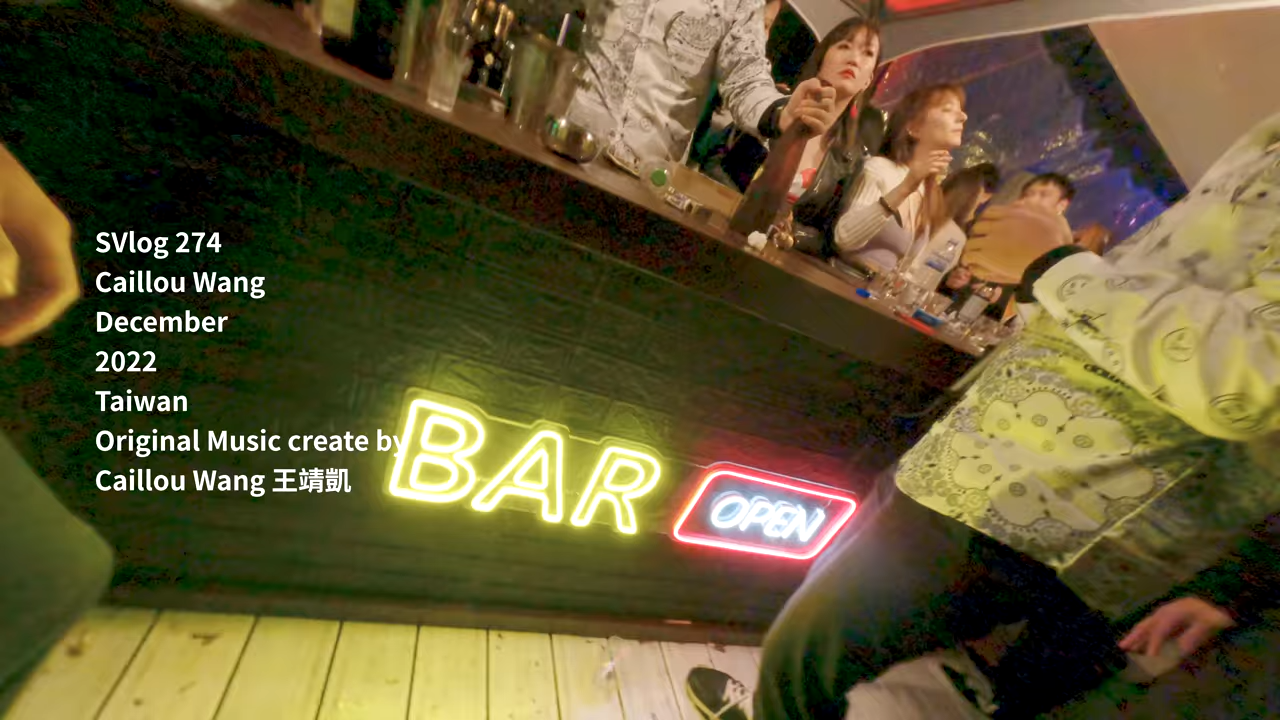 SVlog 274
Caillou Wang
December
2022
Taiwan
Original Music create by
Caillou Wang 王靖凱
BAR
OPEN